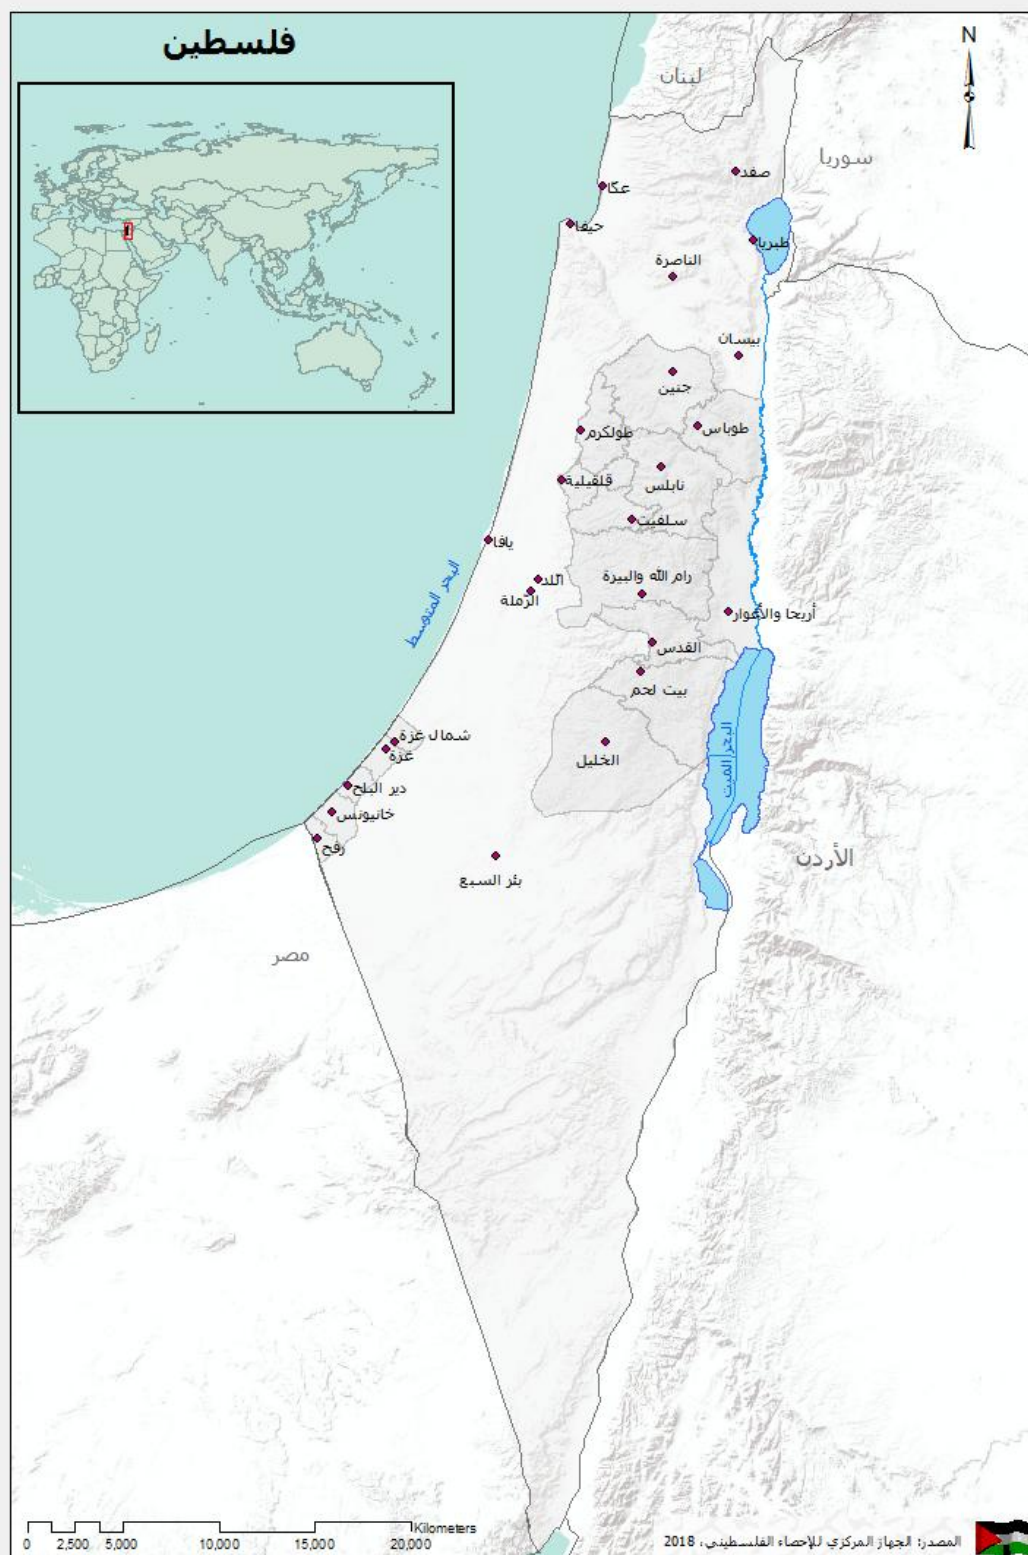 فلسطين
N
لبنان
سوريا
صفد
عكا
حيفا
طبريا
الناصرة
بيسان
جنين
طوباس
طولكرم
نابلس
قلقيلية
سلفيت
يافا
اللد
رام الله والبيرة
الرملة
أريحا والأغوار
البحر المتوسط
القدس
بيت لحم
شمال غزة
غزة
الخليل
البحر الميت
دير البلح
خانيونس
رفح
بئر السبع
الأردن
مصر
Kilometers
0 2,500 5,000 10,000 15,000 20,000
المصدر: الجهاز المركزي للإحصاء الفلسطيني، 2018